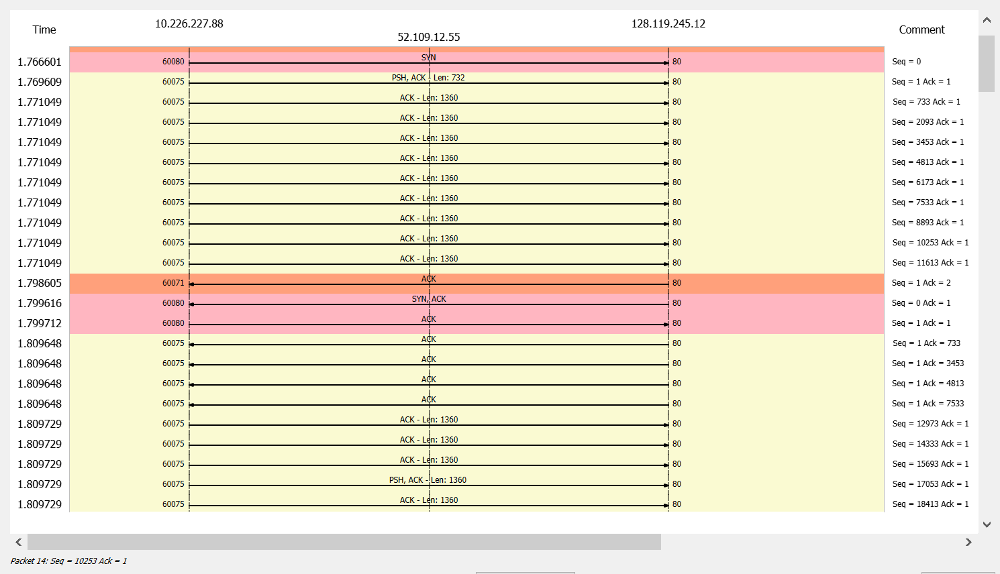 10.226.227.88 128.119.245.12
Time 52.109.12.55 Comment
1.766601 60080 SYN 80 Seq = 0
1.769609 60075 PSH, ACK - Len: 732 80 Seq = 1 Ack = 1
1.771049 60075 ACK - Len: 1360 80 Seq = 733 Ack = 1
1.771049 60075 ACK - Len: 1360 80 Seq = 2093 Ack = 1
1.771049 60075 ACK - Len: 1360 80 Seq = 3453 Ack = 1
1.771049 60075 ACK - Len: 1360 80 Seq = 4813 Ack = 1
1.771049 60075 ACK - Len: 1360 80 Seq = 6173 Ack = 1
1.771049 60075 ACK - Len: 1360 80 Seq = 7533 Ack = 1
1.771049 60075 ACK - Len: 1360 80 Seq = 8893 Ack = 1
1.771049 60075 ACK - Len: 1360 80 Seq = 10253 Ack = 1
1.771049 60075 ACK - Len: 1360 80 Seq = 11613 Ack = 1
1.798605 60071 ACK 80 Seq = 1 Ack = 2
1.799616 60080 SYN, ACK 80 Seq = 0 Ack = 1
1.799712 60080 ACK 80 Seq = 1 Ack = 1
1.809648 60075 ACK 80 Seq = 1 Ack = 733
1.809648 60075 ACK 80 Seq = 1 Ack = 3453
1.809648 60075 ACK 80 Seq = 1 Ack = 4813
1.809648 60075 ACK 80 Seq = 1 Ack = 7533
1.809729 60075 ACK - Len: 1360 80 Seq = 12973 Ack = 1
1.809729 60075 ACK - Len: 1360 80 Seq = 14333 Ack = 1
1.809729 60075 ACK - Len: 1360 80 Seq = 15693 Ack = 1
1.809729 60075 PSH, ACK - Len: 1360 80 Seq = 17053 Ack = 1
1.809729 60075 ACK - Len: 1360 80 Seq = 18413 Ack = 1
Packet 14: Seq = 10253 Ack = 1